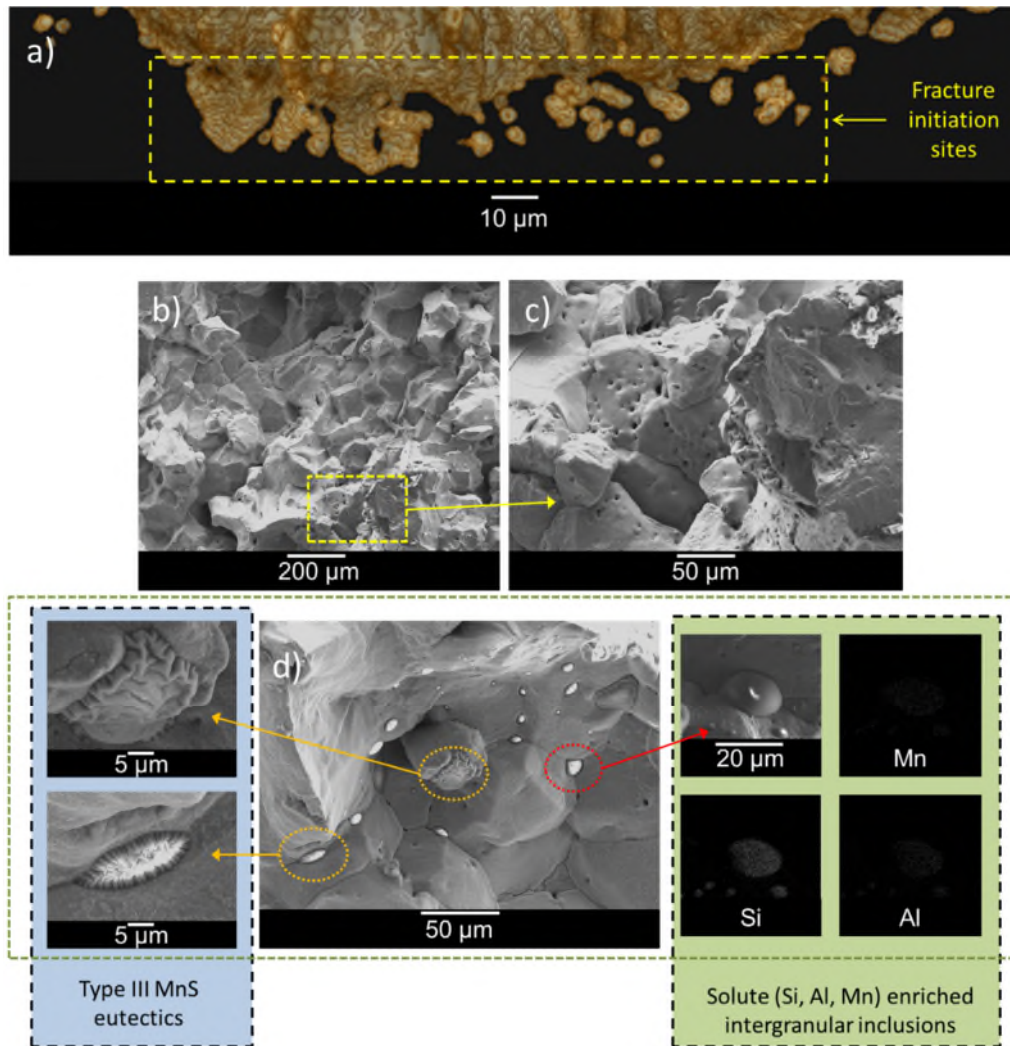 a)
Fracture
initiation
sites
10 µm
b)
c)
200 µm
50 µm
d)
5 µm
5 µm
50 µm
20 µm
Mn
Si
Al
Type III MnS
eutectics
Solute (Si, Al, Mn) enriched
intergranular inclusions